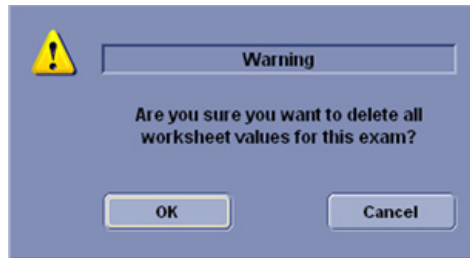 Warning
Are you sure you want to delete all
worksheet values for this exam?
OK
Cancel